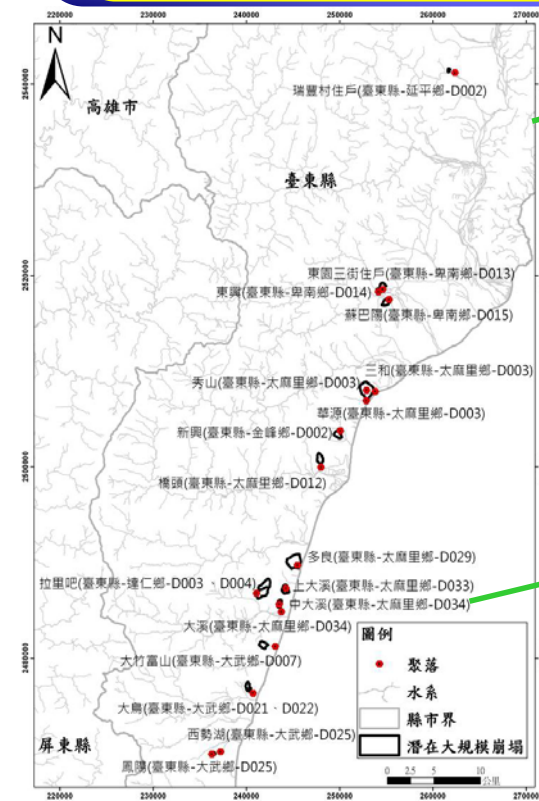 220000 230000 240000 250000 260000 270000
N
2540000
瑞豐村住戶(臺東縣-延平鄉-D002)
高雄市
臺東縣
2520000
東園三街住戶(臺東縣-卑南鄉-D013)
東興(臺東縣-卑南鄉-D014)
蘇巴陽(臺東縣-卑南鄉-D015)
三和(臺東縣-太麻里鄉-D003)
秀山(臺東縣-太麻里鄉-D003)
華源(臺東縣-太麻里鄉-D003)
新興(臺東縣-金峰鄉-D002)
2500000
橋頭(臺東縣-太麻里鄉-D012)
多良(臺東縣-太麻里鄉-D029)
拉里吧(臺東縣-達仁鄉-D003、D004)
上大溪(臺東縣-太麻里鄉-D033)
中大溪(臺東縣-太麻里鄉-D034)
大溪(臺東縣-太麻里鄉-D034)
2480000
大竹富山(臺東縣-大武鄉-D007)
大鳥(臺東縣-大武鄉-D021、D022)
西勢湖(臺東縣-大武鄉-D025)
屏東縣
(臺東縣-大武鄉-D025)
圖例
聚落
水系
縣市界
潛在大規模崩塌
0 2.5 5 10
公里
220000 230000 240000 250000 260000 270000